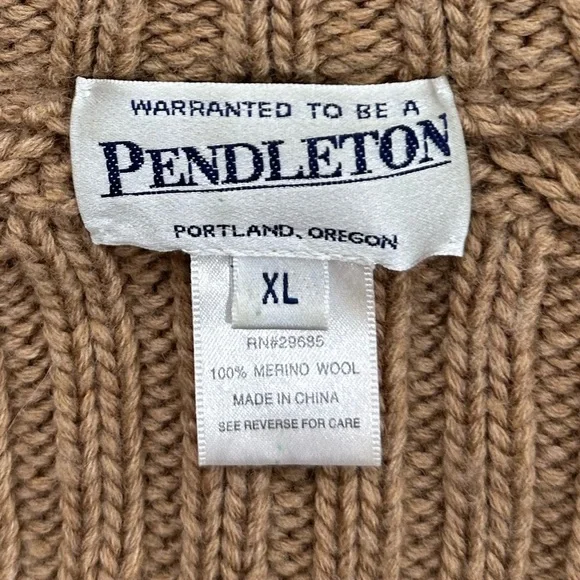 WARRANTED TO BE A
PENDLETON
PORTLAND, OREGON
XL
RN#29685
100% MERINO WOOL
MADE IN CHINA
SEE REVERSE FOR CARE